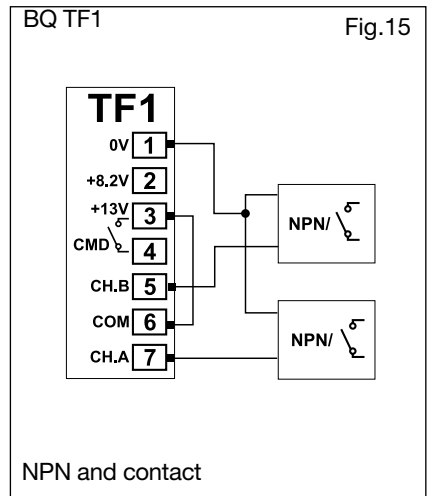 BQ TF1
Fig.15
TF1
0V 1
+8.2V 2
+13V 3
CMD 4
CH.B 5
COM 6
CH.A 7
NPN/
NPN/
NPN and contact